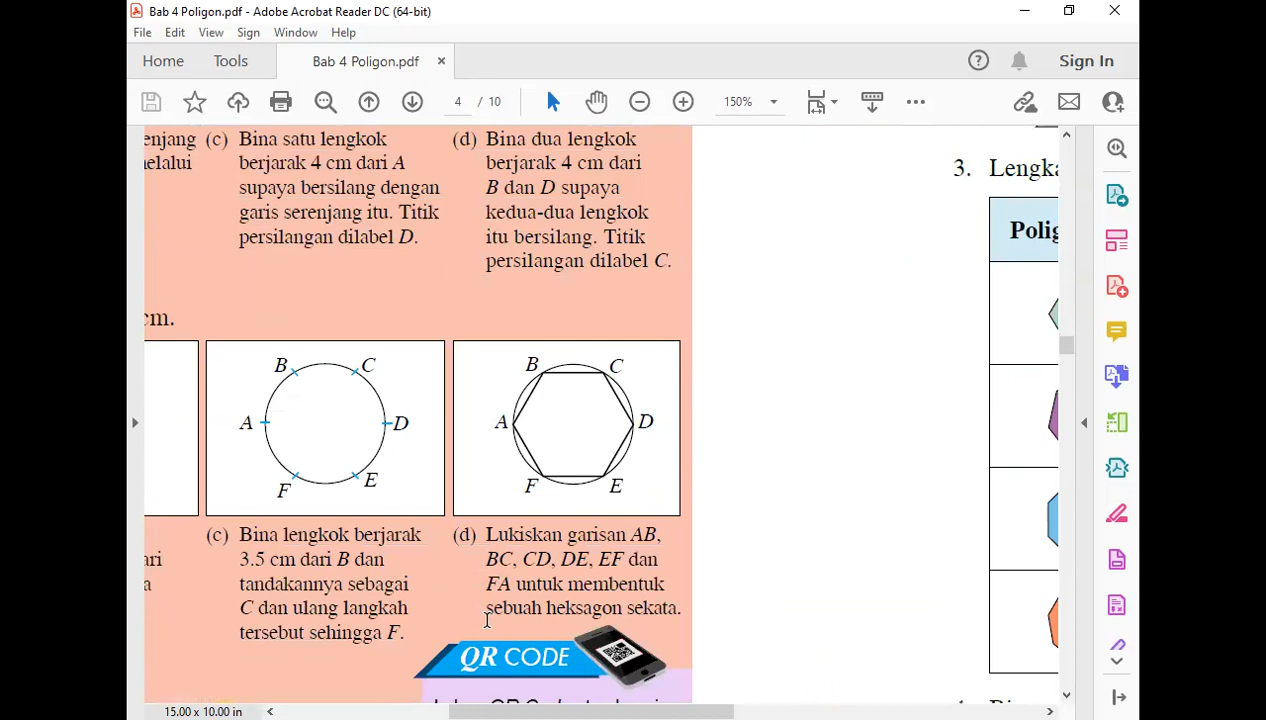 Bab 4 Poligon.pdf - Adobe Acrobat Reader DC (64-bit)
File Edit View Sign Window Help
Home Tools Bab 4 Poligon.pdf × Sign In
4 / 10 150%
enjang
elalui
(c) Bina satu lengkok
berjarak 4 cm dari A
supaya bersilang dengan
garis serenjang itu. Titik
persilangan dilabel D.
(d) Bina dua lengkok
berjarak 4 cm dari
B dan D supaya
kedua-dua lengkok
itu bersilang. Titik
persilangan dilabel C.
3. Lengka
Polig
cm.
B C
A D
F E
B C
A D
F E
ari
a
(c) Bina lengkok berjarak
3.5 cm dari B dan
tandakannya sebagai
C dan ulang langkah
tersebut sehingga F.
(d) Lukiskan garisan AB,
BC, CD, DE, EF dan
FA untuk membentuk
sebuah heksagon sekata.
QR CODE
15.00 x 10.00 in